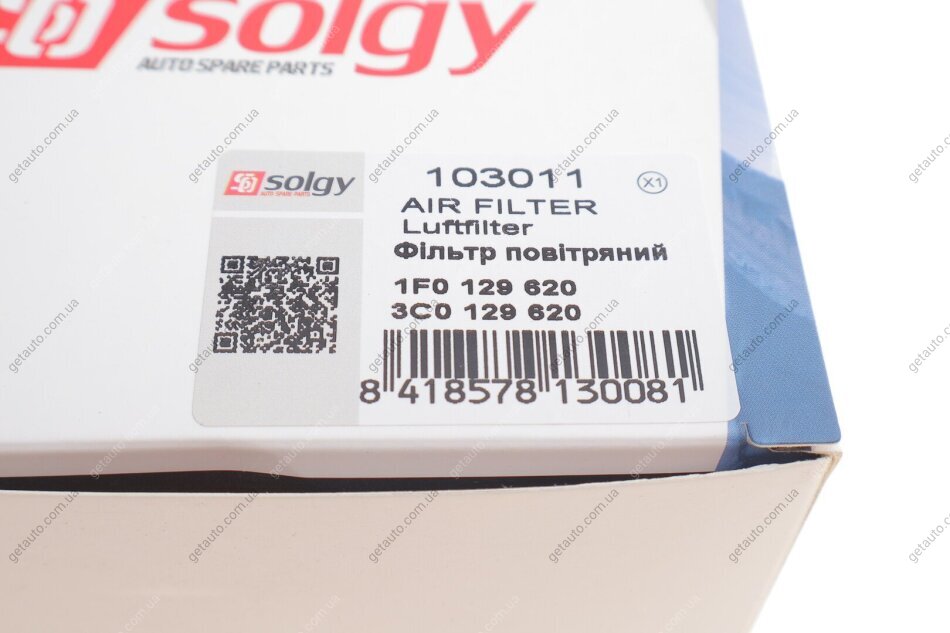 solgy
AUTO SPARE PARTS
solgy
AUTO SPARE PARTS
103011
X1
AIR FILTER
Luftfilter
Фільтр повітряний
1F0 129 620
3C0 129 620
8 418578 130081
getauto.com.ua